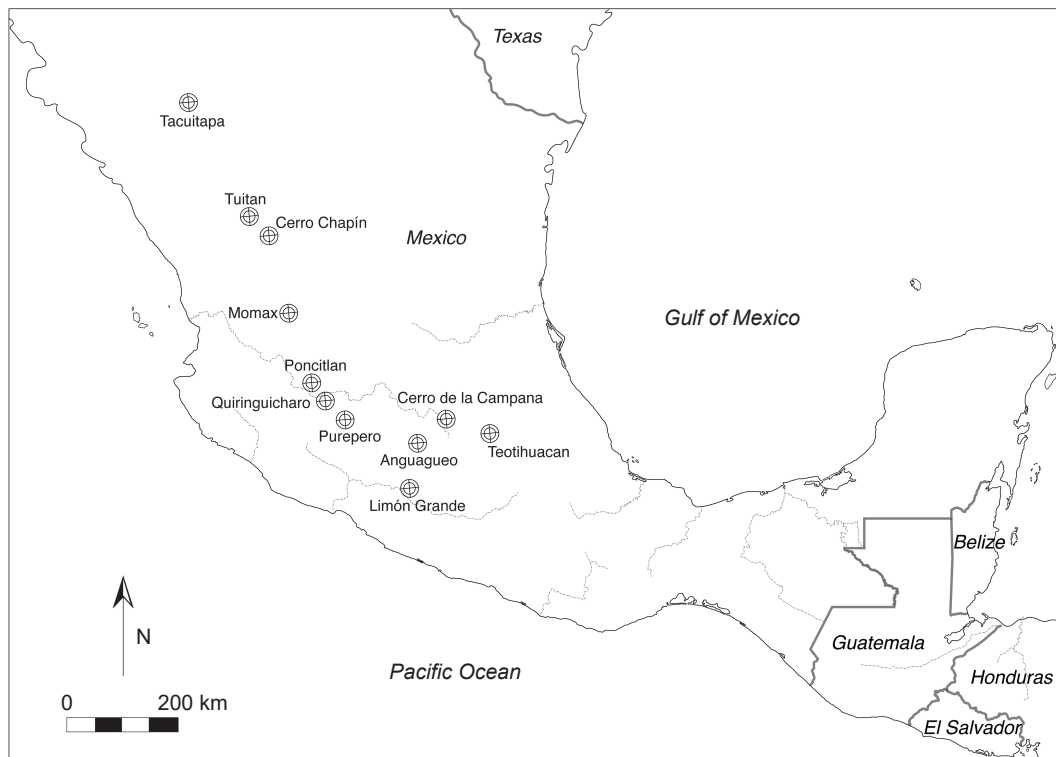 Texas
Tacuitapa
Tuitan
Cerro Chapín
Mexico
Momax
Gulf of Mexico
Poncitlan
Quiringuicharo
Cerro de la Campana
Purepero
Teotihuacan
Anguagueo
Limón Grande
Belize
N
Guatemala
Pacific Ocean
Honduras
0 200 km
El Salvador